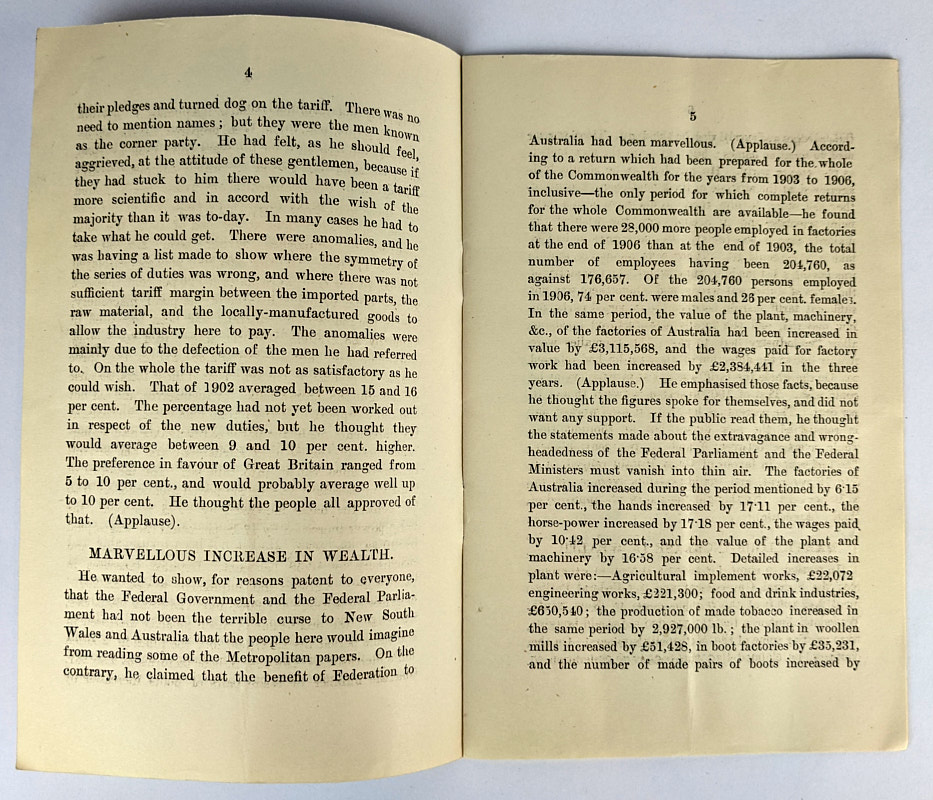 4
their pledges and turned dog on the tariff. There was no
need to mention names; but they were the men known
as the corner party. He had felt, as he should feel,
aggrieved, at the attitude of these gentlemen, because if
they had stuck to him there would have been a tariff
more scientific and in accord with the wish of the
majority than it was to-day. In many cases he had to
take what he could get. There were anomalies, and he
was having a list made to show where the symmetry of
the series of duties was wrong, and where there was not
sufficient tariff margin between the imported parts, the
raw material, and the locally-manufactured goods to
allow the industry here to pay. The anomalies were
mainly due to the defection of the men he had referred
to. On the whole the tariff was not as satisfactory as he
could wish. That of 1902 averaged between 15 and 16
per cent. The percentage had not yet been worked out
in respect of the new duties, but he thought they
would average between 9 and 10 per cent. higher.
The preference in favour of Great Britain ranged from
5 to 10 per cent., and would probably average well up
to 10 per cent. He thought the people all approved of
that. (Applause).
MARVELLOUS INCREASE IN WEALTH.
He wanted to show, for reasons patent to everyone,
that the Federal Government and the Federal Parlia-
ment had not been the terrible curse to New South
Wales and Australia that the people here would imagine
from reading some of the Metropolitan papers. On the
contrary, he claimed that the benefit of Federation to
5
Australia had been marvellous. (Applause.) Accord-
ing to a return which had been prepared for the whole
of the Commonwealth for the years from 1903 to 1906,
inclusive—the only period for which complete returns
for the whole Commonwealth are available—he found
that there were 28,000 more people employed in factories
at the end of 1906 than at the end of 1903, the total
number of employees having been 204,760, as
against 176,657. Of the 204,760 persons employed
in 1906, 74 per cent. were males and 26 per cent. females.
In the same period, the value of the plant, machinery,
&c., of the factories of Australia had been increased in
value by £3,115,568, and the wages paid for factory
work had been increased by £2,384,441 in the three
years. (Applause.) He emphasised those facts, because
he thought the figures spoke for themselves, and did not
want any support. If the public read them, he thought
the statements made about the extravagance and wrong-
headedness of the Federal Parliament and the Federal
Ministers must vanish into thin air. The factories of
Australia increased during the period mentioned by 6·15
per cent., the hands increased by 17·11 per cent., the
horse-power increased by 17·18 per cent., the wages paid
by 10·42 per cent., and the value of the plant and
machinery by 16·58 per cent. Detailed increases in
plant were:—Agricultural implement works, £22,072
engineering works, £221,300; food and drink industries,
£650,540; the production of made tobacco increased in
the same period by 2,927,000 lb.; the plant in woollen
mills increased by £51,428, in boot factories by £35,231,
and the number of made pairs of boots increased by